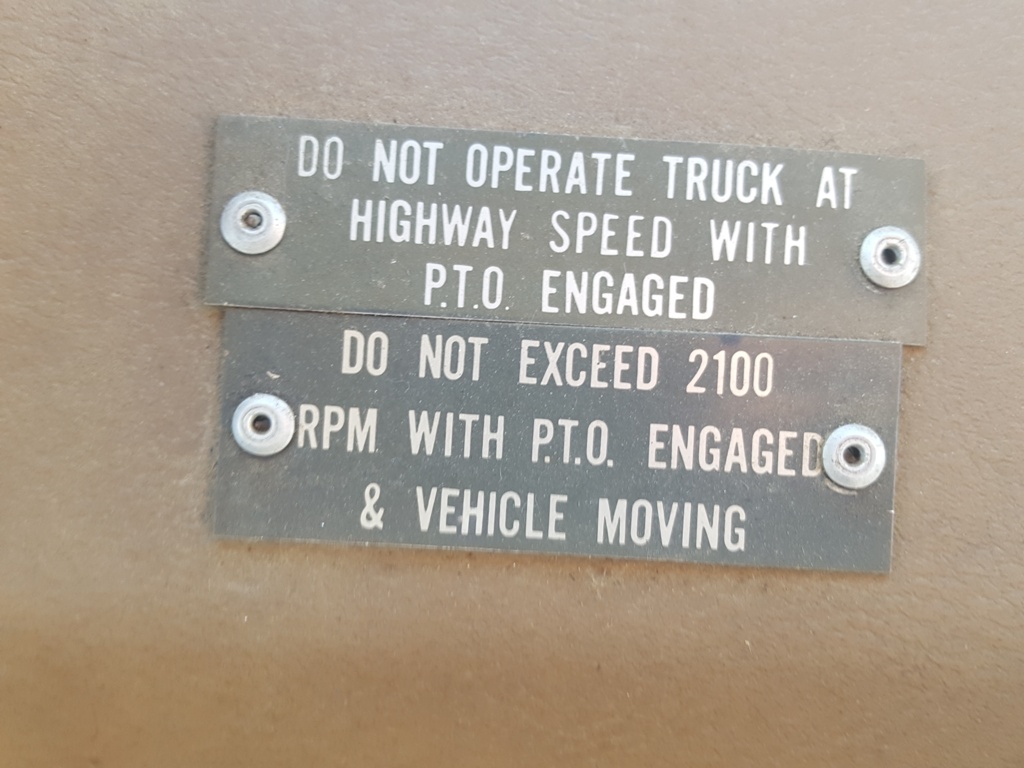 DO NOT OPERATE TRUCK AT
HIGHWAY SPEED WITH
P.T.O. ENGAGED
DO NOT EXCEED 2100
RPM WITH P.T.O. ENGAGED
& VEHICLE MOVING